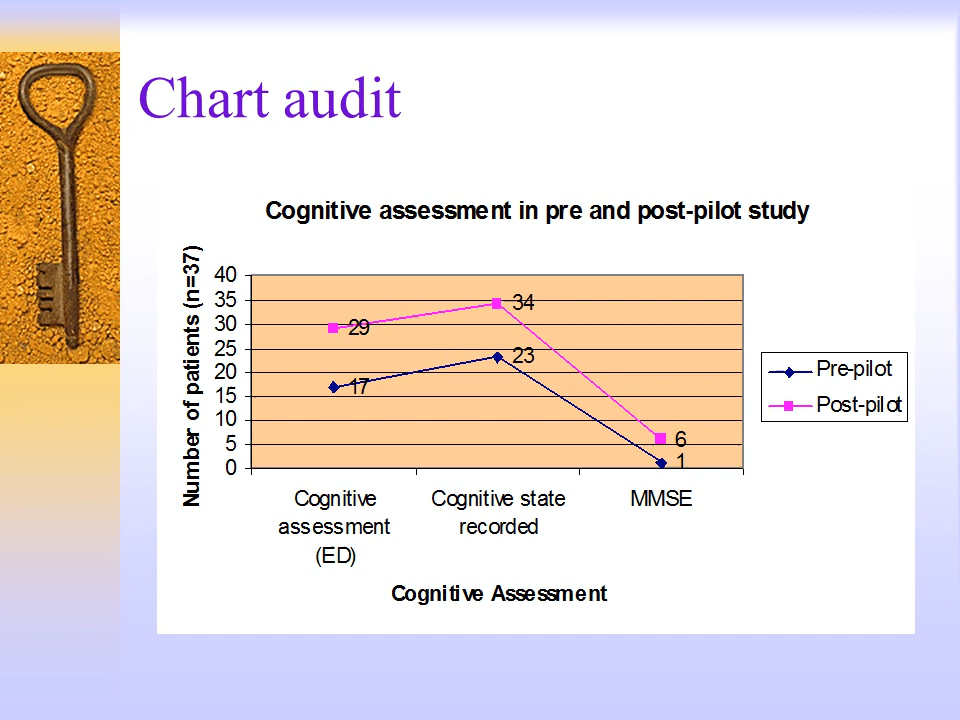 Chart audit
Cognitive assessment in pre and post-pilot study
Number of patients (n=37)
40
35
30
25
20
15
10
5
0
29
34
17
23
6
1
Pre-pilot
Post-pilot
Cognitive
assessment
(ED)
Cognitive state
recorded
MMSE
Cognitive Assessment